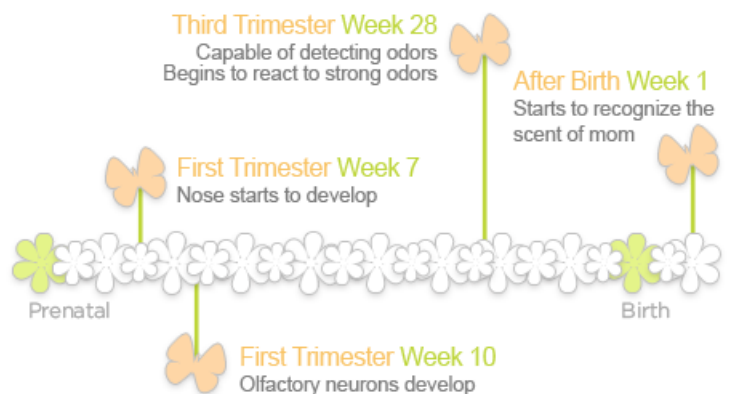 Third Trimester Week 28
Capable of detecting odors
Begins to react to strong odors
After Birth Week 1
Starts to recognize the
scent of mom
First Trimester Week 7
Nose starts to develop
Prenatal
Birth
First Trimester Week 10
Olfactory neurons develop